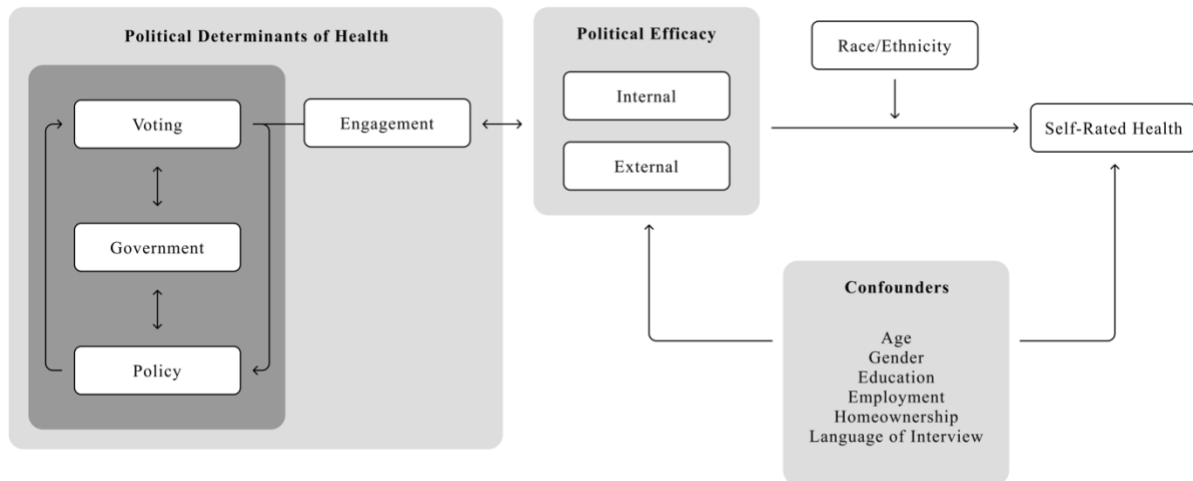 Political Determinants of Health
Voting
Engagement
Government
Policy
Political Efficacy
Internal
External
Race/Ethnicity
Self-Rated Health
Confounders
Age
Gender
Education
Employment
Homeownership
Language of Interview